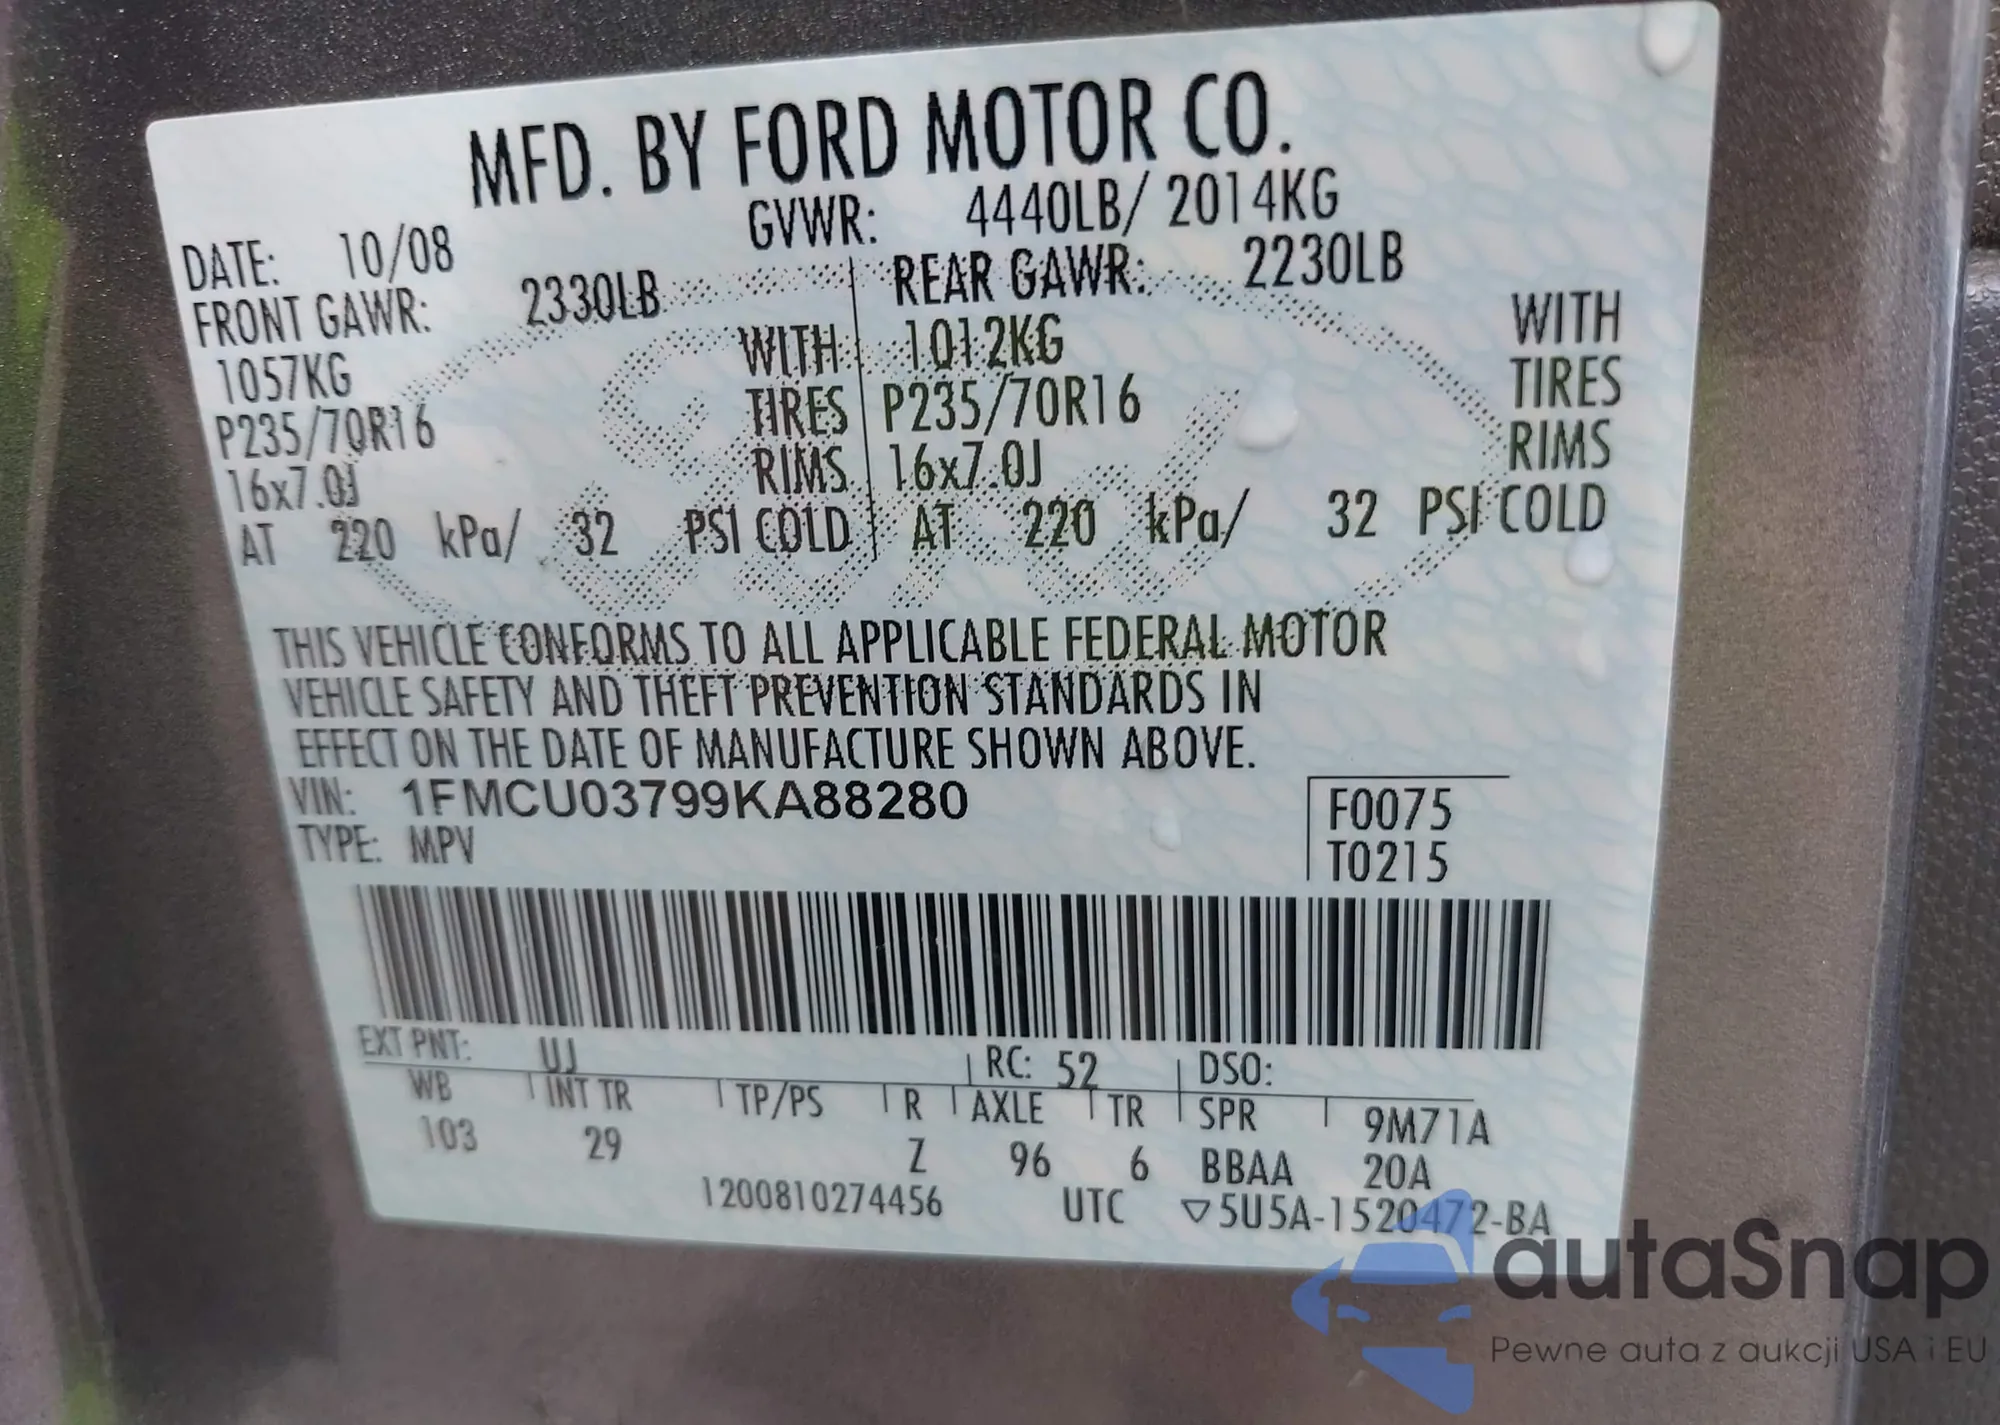 MFD. BY FORD MOTOR CO.
DATE: 10/08 GVWR: 4440LB/ 2014KG
FRONT GAWR: 2330LB REAR GAWR: 2230LB
1057KG WITH 1012KG WITH
P235/70R16 TIRES P235/70R16 TIRES
16x7.0J RIMS 16x7.0J RIMS
AT 220 kPa/ 32 PSI COLD AT 220 kPa/ 32 PSI COLD
THIS VEHICLE CONFORMS TO ALL APPLICABLE FEDERAL MOTOR
VEHICLE SAFETY AND THEFT PREVENTION STANDARDS IN
EFFECT ON THE DATE OF MANUFACTURE SHOWN ABOVE.
VIN: 1FMCU03799KA88280 F0075
TYPE: MPV T0215
EXT PNT: UJ RC: 52 DSO:
WB INT TR TP/PS R AXLE TR SPR 9M71A
103 29 Z 96 6 BBAA 20A
1200810274456 UTC ▽5U5A-1520472-BA
autaSnap
Pewne auta z aukcji USA i EU